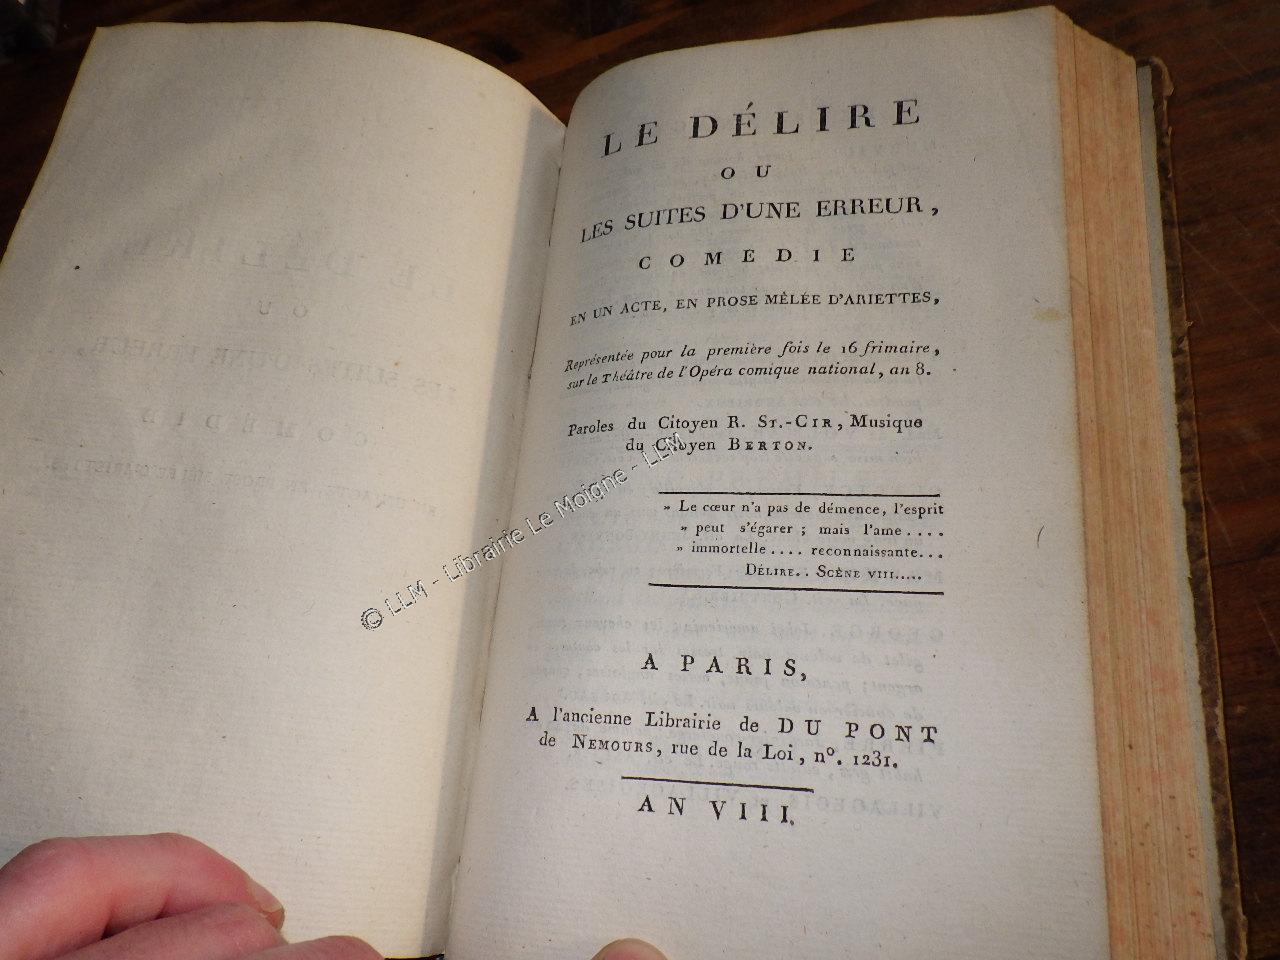 LE DÉLIRE
OU
LES SUITES D'UNE ERREUR,
COMEDIE
EN UN ACTE, EN PROSE MÊLÉE D'ARIETTES,
Représentée pour la première fois le 16 frimaire,
sur le Théâtre de l'Opéra comique national, an 8.
Paroles du Citoyen R. ST.-CIR, Musique
du Citoyen BERTON.
» Le cœur n'a pas de démence, l'esprit
» peut s'égarer ; mais l'ame . . . .
» immortelle . . . . reconnaissante. . .
DÉLIRE. . SCÈNE VIII.....
A PARIS,
A l'ancienne Librairie de DU PONT
de NEMOURS, rue de la Loi, n°. 1231.
AN VIII.
© LLM - Librairie Le Moigne - LLM